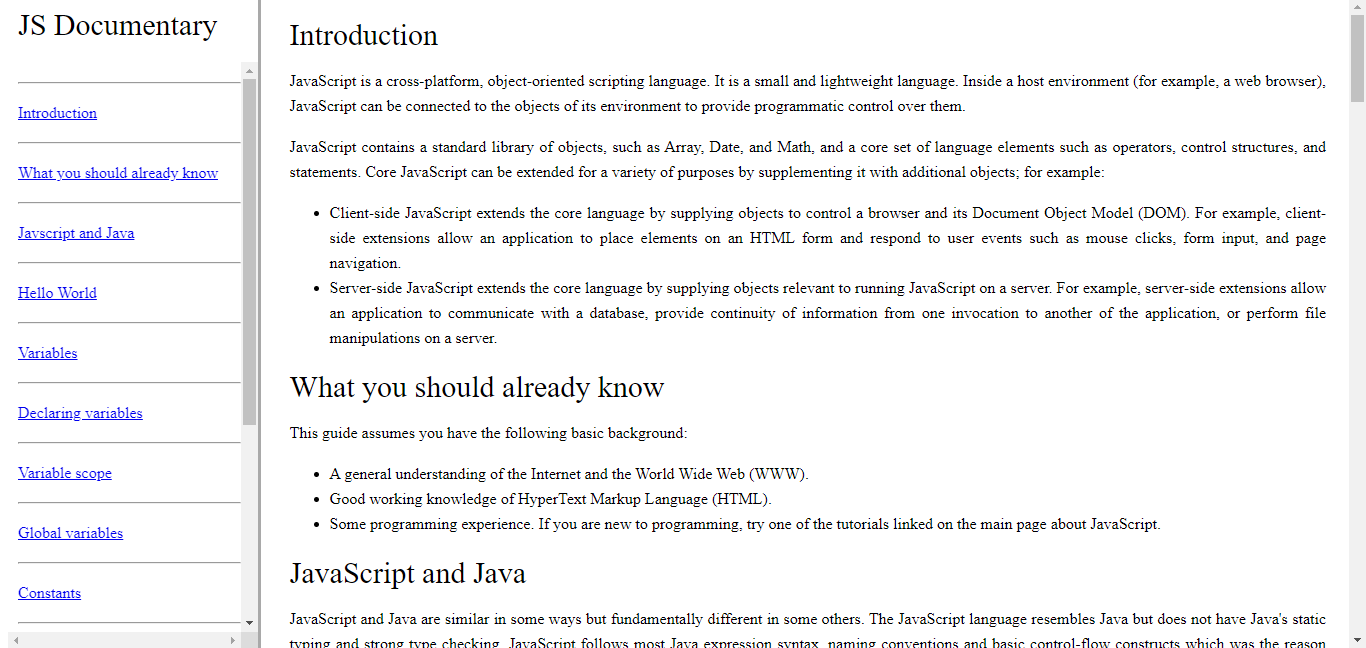 JS Documentary
Introduction
What you should already know
Javscript and Java
Hello World
Variables
Declaring variables
Variable scope
Global variables
Constants
Introduction
JavaScript is a cross-platform, object-oriented scripting language. It is a small and lightweight language. Inside a host environment (for example, a web browser),
JavaScript can be connected to the objects of its environment to provide programmatic control over them.
JavaScript contains a standard library of objects, such as Array, Date, and Math, and a core set of language elements such as operators, control structures, and
statements. Core JavaScript can be extended for a variety of purposes by supplementing it with additional objects; for example:
• Client-side JavaScript extends the core language by supplying objects to control a browser and its Document Object Model (DOM). For example, client-
side extensions allow an application to place elements on an HTML form and respond to user events such as mouse clicks, form input, and page
navigation.
• Server-side JavaScript extends the core language by supplying objects relevant to running JavaScript on a server. For example, server-side extensions allow
an application to communicate with a database, provide continuity of information from one invocation to another of the application, or perform file
manipulations on a server.
What you should already know
This guide assumes you have the following basic background:
• A general understanding of the Internet and the World Wide Web (WWW).
• Good working knowledge of HyperText Markup Language (HTML).
• Some programming experience. If you are new to programming, try one of the tutorials linked on the main page about JavaScript.
JavaScript and Java
JavaScript and Java are similar in some ways but fundamentally different in some others. The JavaScript language resembles Java but does not have Java's static
typing and strong type checking. JavaScript follows most Java expression syntax, naming conventions and basic control-flow constructs which was the reason